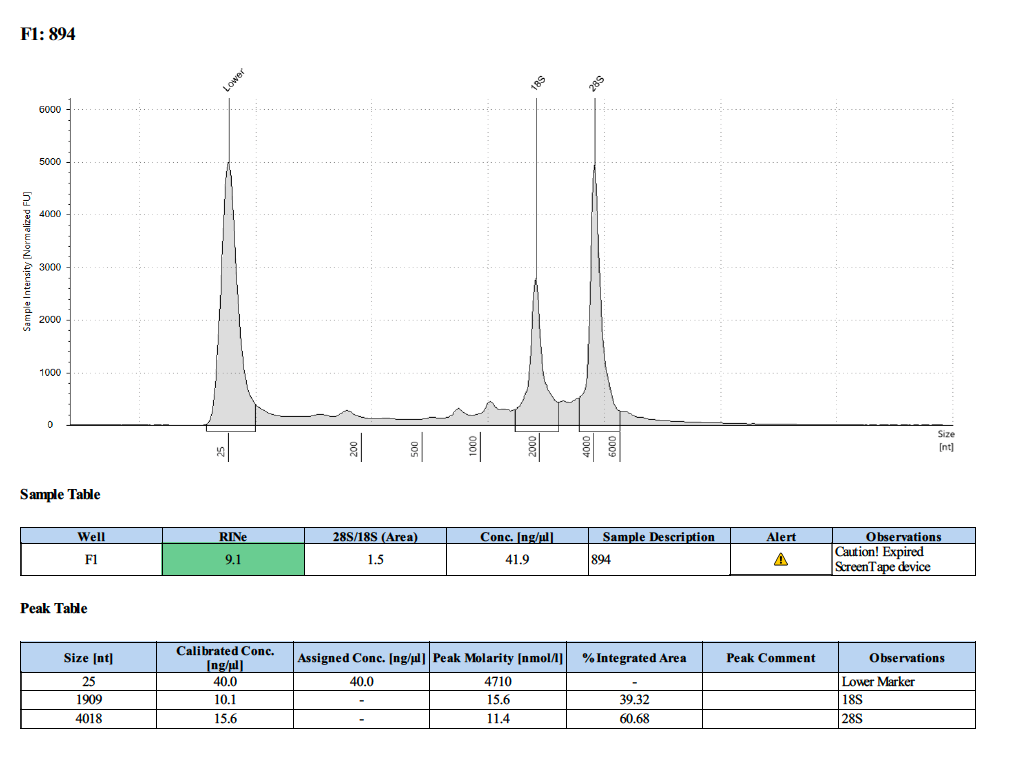 F1: 894
Lower
18S
28S
6000
5000
4000
3000
2000
1000
0
Sample Intensity [Normalized FU]
25
200
500
1000
2000
4000
6000
Size
[nt]
Sample Table
Well RINe 28S/18S (Area) Conc. [ng/µl] Sample Description Alert Observations
F1 9.1 1.5 41.9 894 Caution! Expired
ScreenTape device
Peak Table
Size [nt] Calibrated Conc.
[ng/µl] Assigned Conc. [ng/µl] Peak Molarity [nmol/l] % Integrated Area Peak Comment Observations
25 40.0 40.0 4710 - Lower Marker
1909 10.1 - 15.6 39.32 18S
4018 15.6 - 11.4 60.68 28S